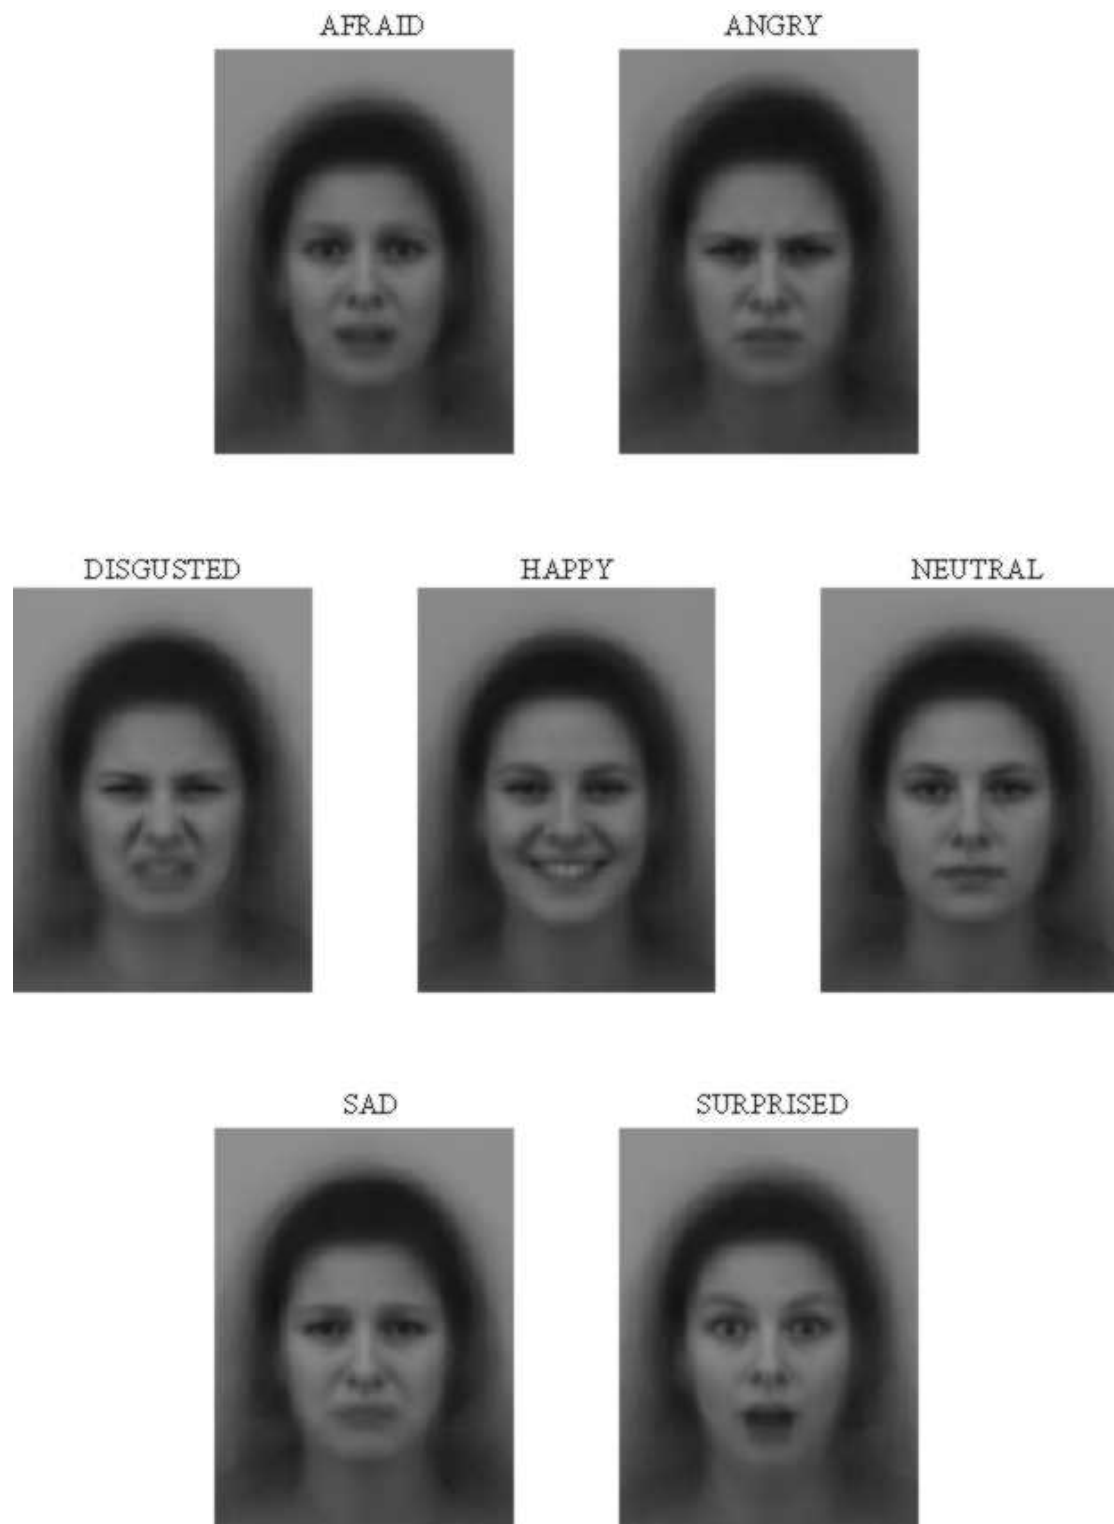 AFRAID
ANGRY
DISGUSTED
HAPPY
NEUTRAL
SAD
SURPRISED